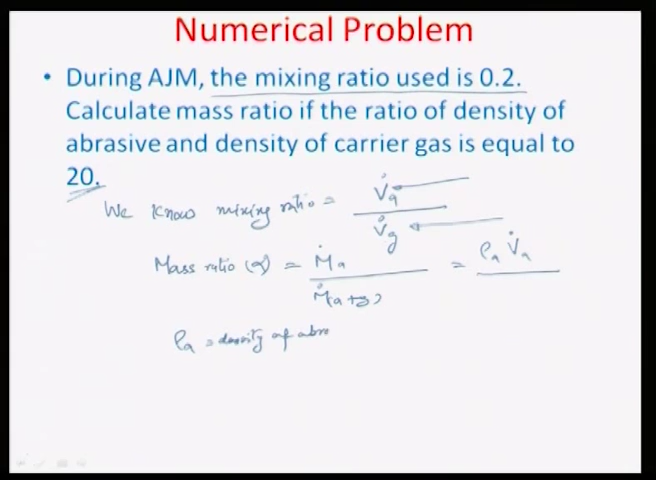 Numerical Problem
• During AJM, the mixing ratio used is 0.2.
Calculate mass ratio if the ratio of density of
abrasive and density of carrier gas is equal to
20.
We know mixing ratio = V̇a / V̇g
Mass ratio (α) = Ṁa / Ṁ(a+g) = ρa V̇a
ρa = density of abre